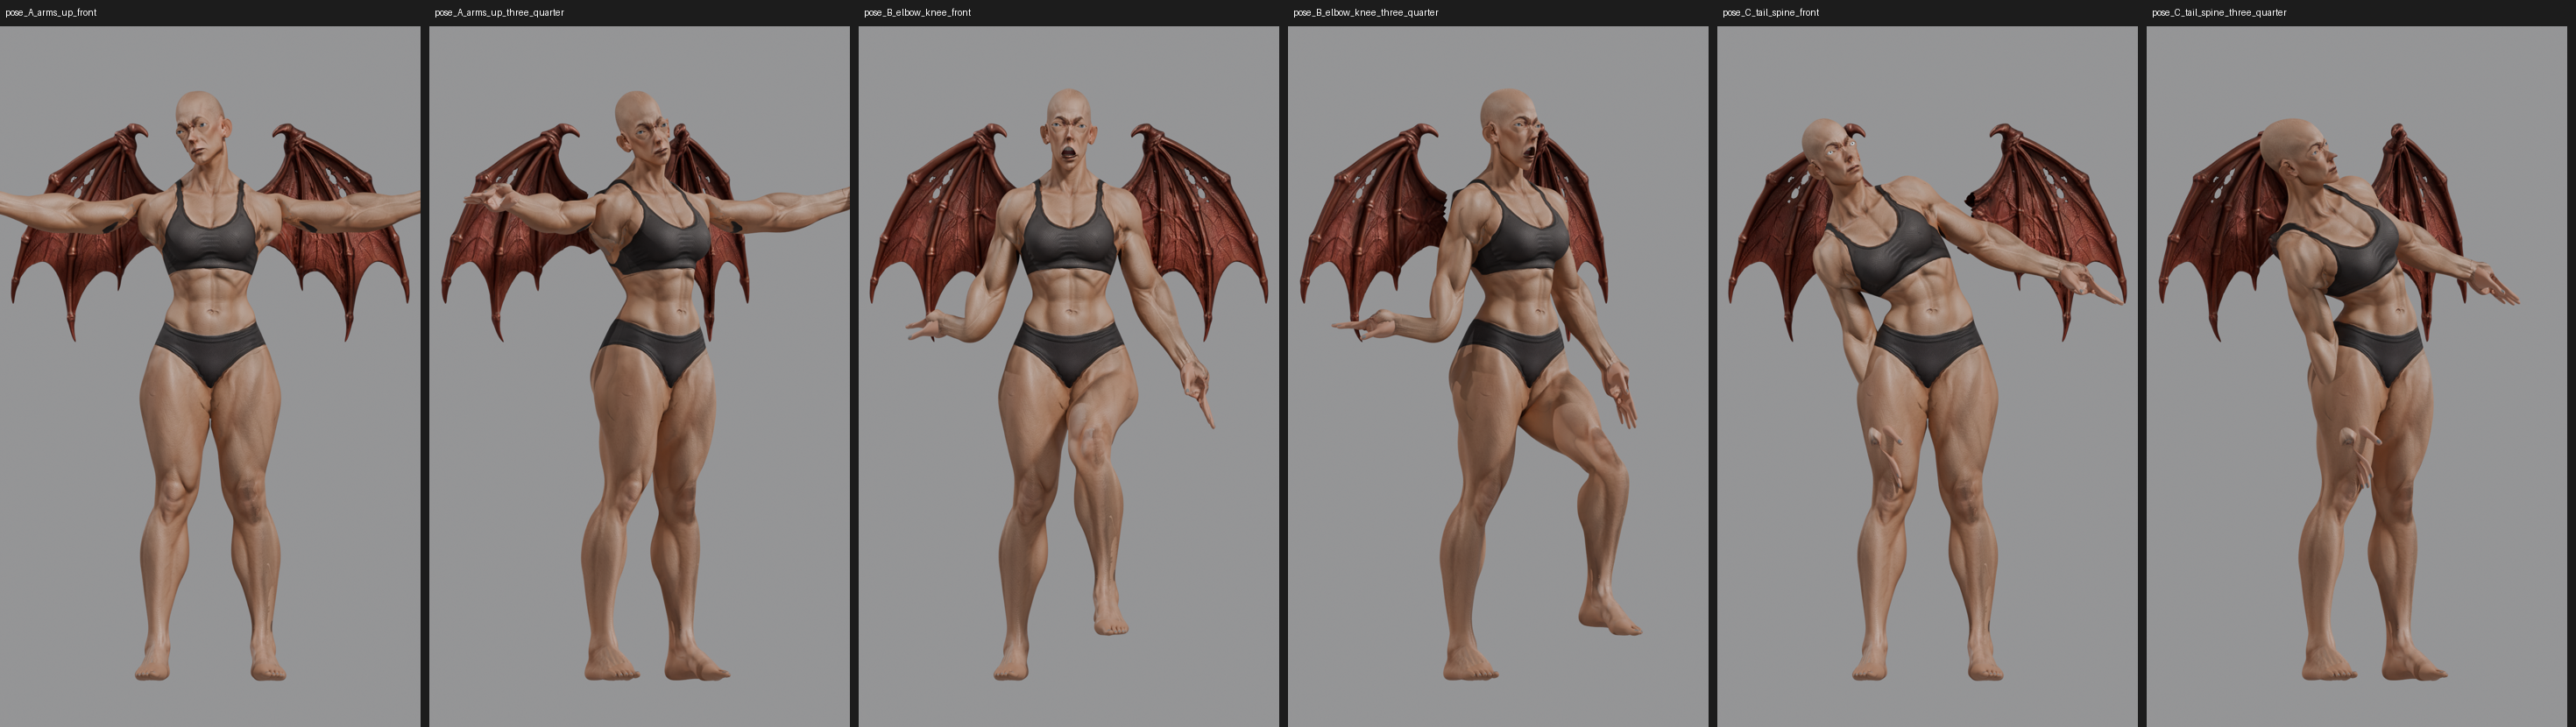 pose_A_arms_up_front
pose_A_arms_up_three_quarter
pose_B_elbow_knee_front
pose_B_elbow_knee_three_quarter
pose_C_tail_spine_front
pose_C_tail_spine_three_quarter